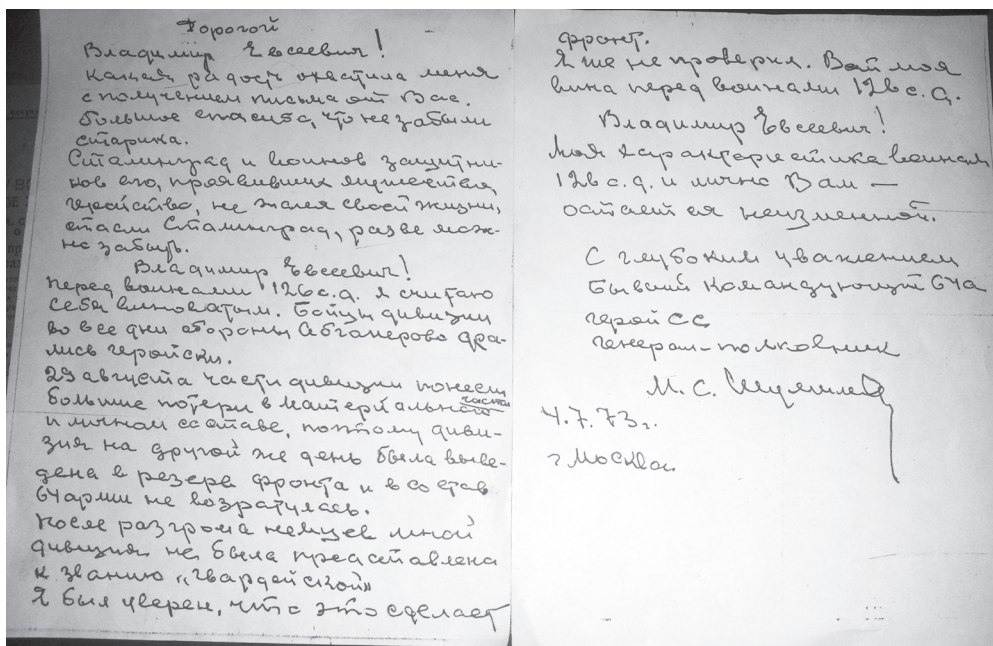 Дорогой
Владимир Евсеевич!
Какая радость охватила меня
с получением письма от Вас.
Большое спасибо, что не забыли
старика.
Сталинград и воинов защитни-
ков его, проявивших мужество,
геройство, не жалея своей жизни,
спасли Сталинград, разве мож-
но забыть.
Владимир Евсеевич!
Перед воинами 126 с.д. я считаю
себя виноватым. Бойцы дивизии
во все дни обороны Абганерово дра-
лись геройски.
29 августа части дивизии понесли
большие потери в материальной части
и личном составе, поэтому диви-
зия на другой же день была выве-
дена в резерв фронта и в состав
64 армии не возвратилась.
После разгрома немцев мной
дивизия не была представлена
к званию "Гвардейской"
Я был уверен, что это сделает
фронт.
Я же не проверил. Вот моя
вина перед воинами 126 с.д.
Владимир Евсеевич!
Моя характеристика воинам
126 с.д. и лично Вам —
остается неизменной.
С глубоким уважением
Бывший Командующий 64А
герой СС
генерал-полковник
М. С. Шумилов
4.7.73 г.
г Москва